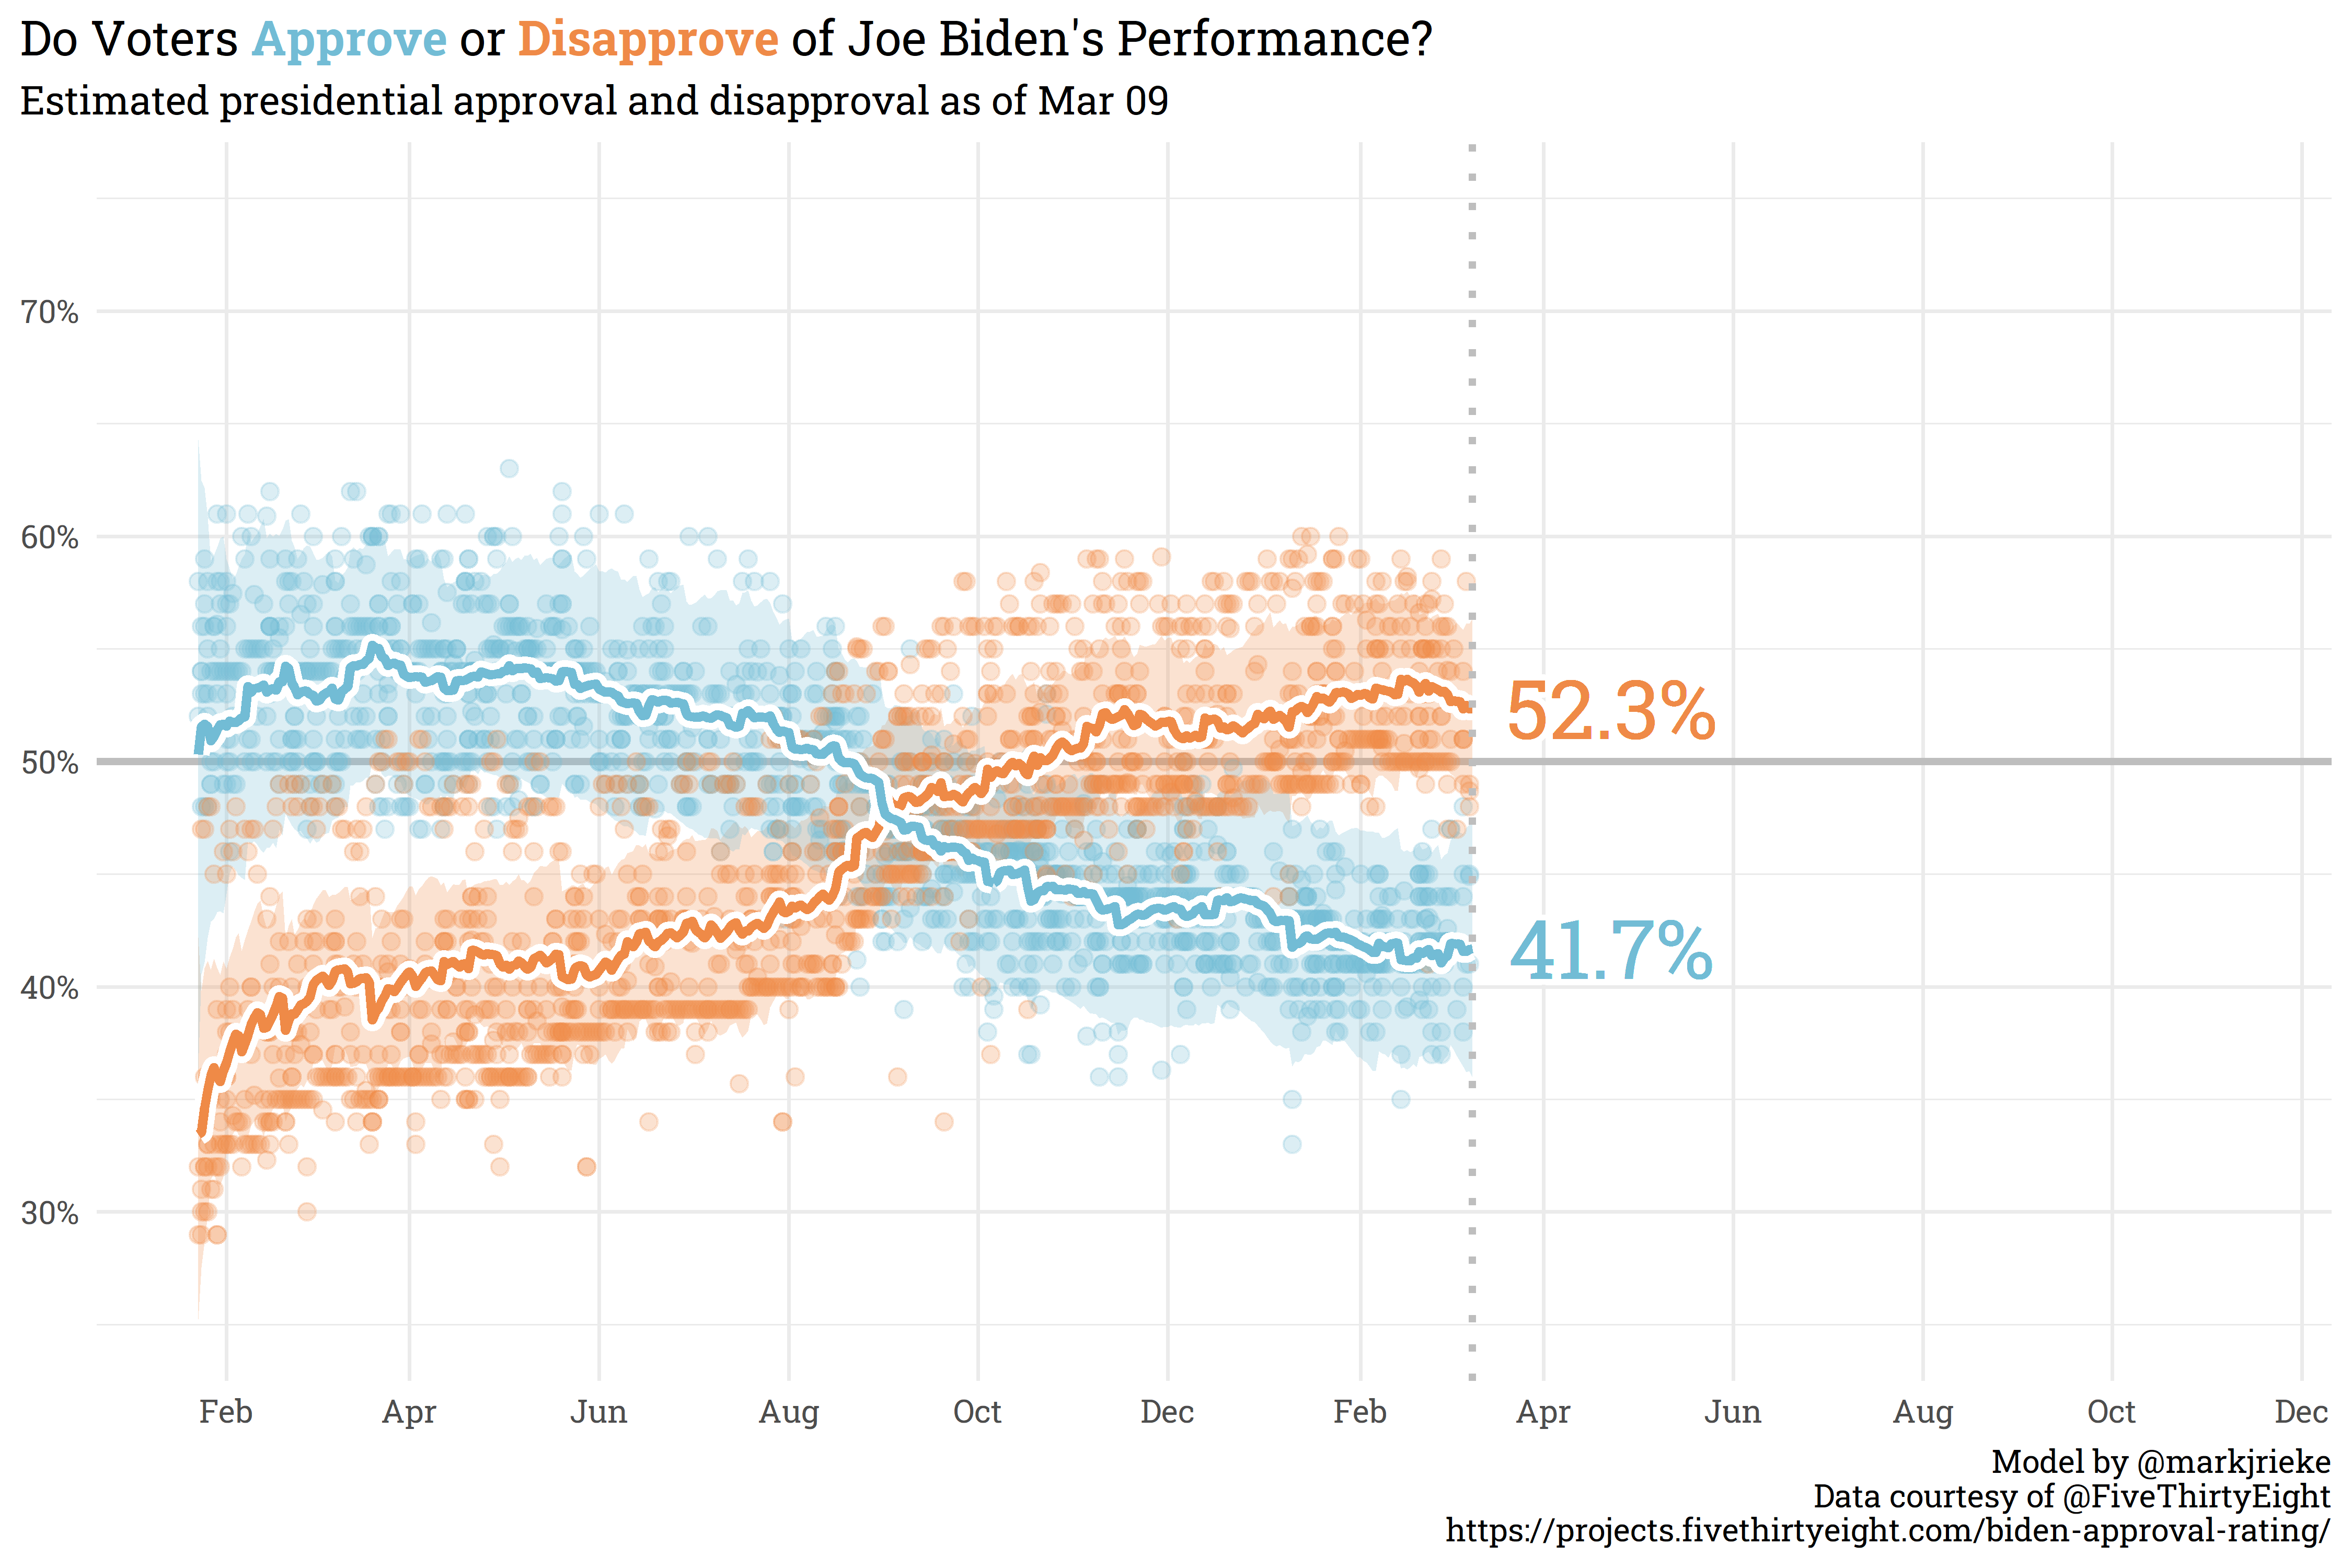 Do Voters Approve or Disapprove of Joe Biden's Performance?
Estimated presidential approval and disapproval as of Mar 09
70%
60%
50%
40%
30%
52.3%
41.7%
Feb Apr Jun Aug Oct Dec Feb Apr Jun Aug Oct Dec
Model by @markjrieke
Data courtesy of @FiveThirtyEight
https://projects.fivethirtyeight.com/biden-approval-rating/